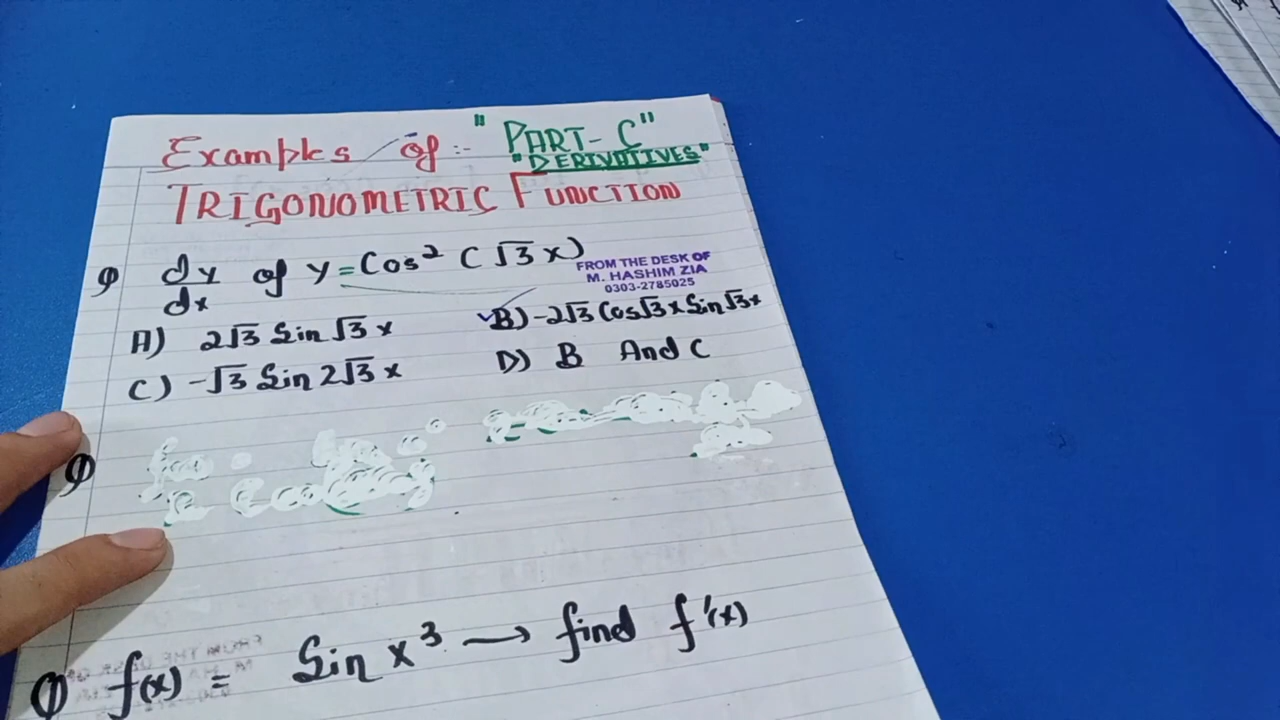 Examples of :- "PART-C"
"DERIVATIVES"
TRIGONOMETRIC FUNCTION
Q dy/dx of y = Cos² (√3 x)
FROM THE DESK OF
M. HASHIM ZIA
0303-2785025
A) 2√3 Sin √3 x B) -2√3 Cos√3 x Sin√3 x
C) -√3 Sin 2√3 x D) B And C
Q
Q f(x) = Sin x³ → find f'(x)